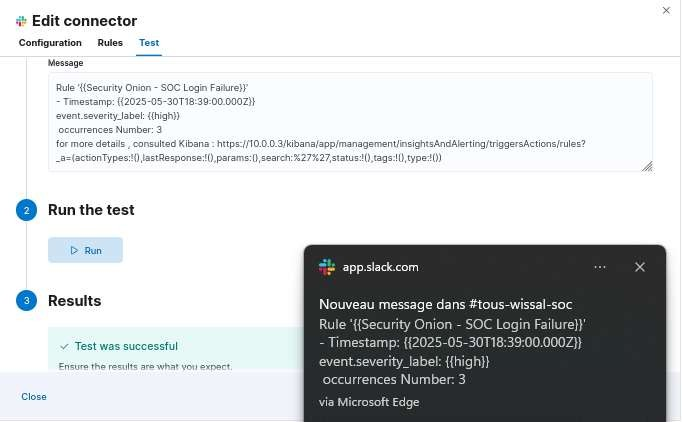 Edit connector
Configuration Rules Test
Message
Rule '{{Security Onion - SOC Login Failure}}'
- Timestamp: {{2025-05-30T18:39:00.000Z}}
event.severity_label: {{high}}
occurrences Number: 3
for more details , consulted Kibana : https://10.0.0.3/kibana/app/management/insightsAndAlerting/triggersActions/rules?
_a=(actionTypes:!(),lastResponse:!(),params:(),search:%27%27,status:!(),tags:!(),type:!())
2 Run the test
Run
3 Results
Test was successful
Ensure the results are what you expect.
Close
app.slack.com
Nouveau message dans #tous-wissal-soc
Rule '{{Security Onion - SOC Login Failure}}'
- Timestamp: {{2025-05-30T18:39:00.000Z}}
event.severity_label: {{high}}
occurrences Number: 3
via Microsoft Edge